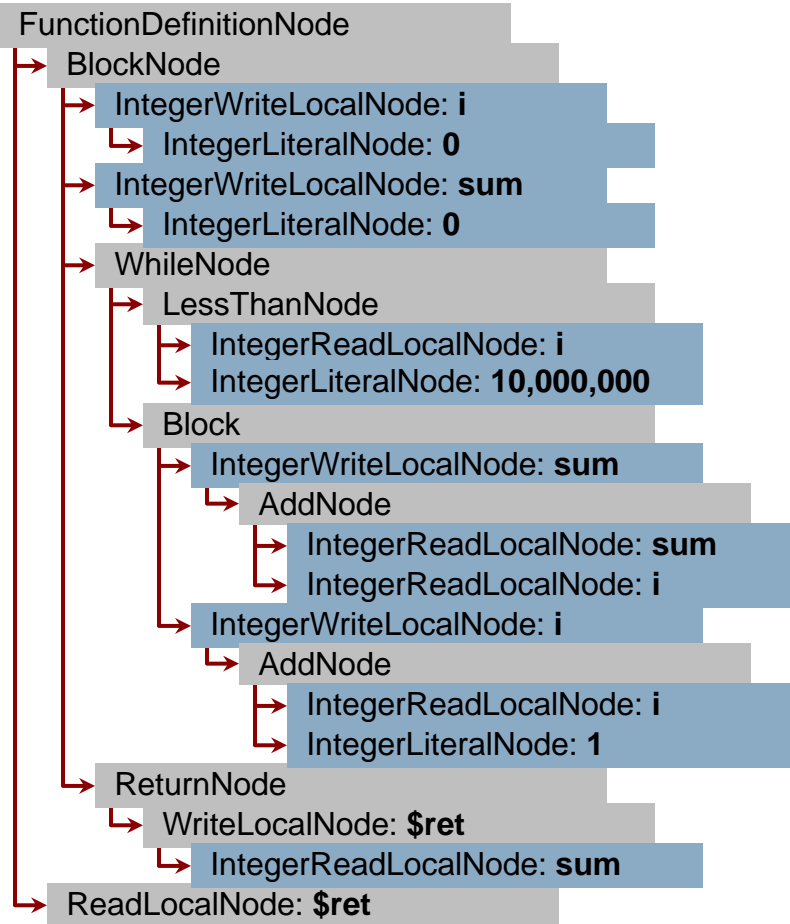 FunctionDefinitionNode
BlockNode
IntegerWriteLocalNode: i
IntegerLiteralNode: 0
IntegerWriteLocalNode: sum
IntegerLiteralNode: 0
WhileNode
LessThanNode
IntegerReadLocalNode: i
IntegerLiteralNode: 10,000,000
Block
IntegerWriteLocalNode: sum
AddNode
IntegerReadLocalNode: sum
IntegerReadLocalNode: i
IntegerWriteLocalNode: i
AddNode
IntegerReadLocalNode: i
IntegerLiteralNode: 1
ReturnNode
WriteLocalNode: $ret
IntegerReadLocalNode: sum
ReadLocalNode: $ret